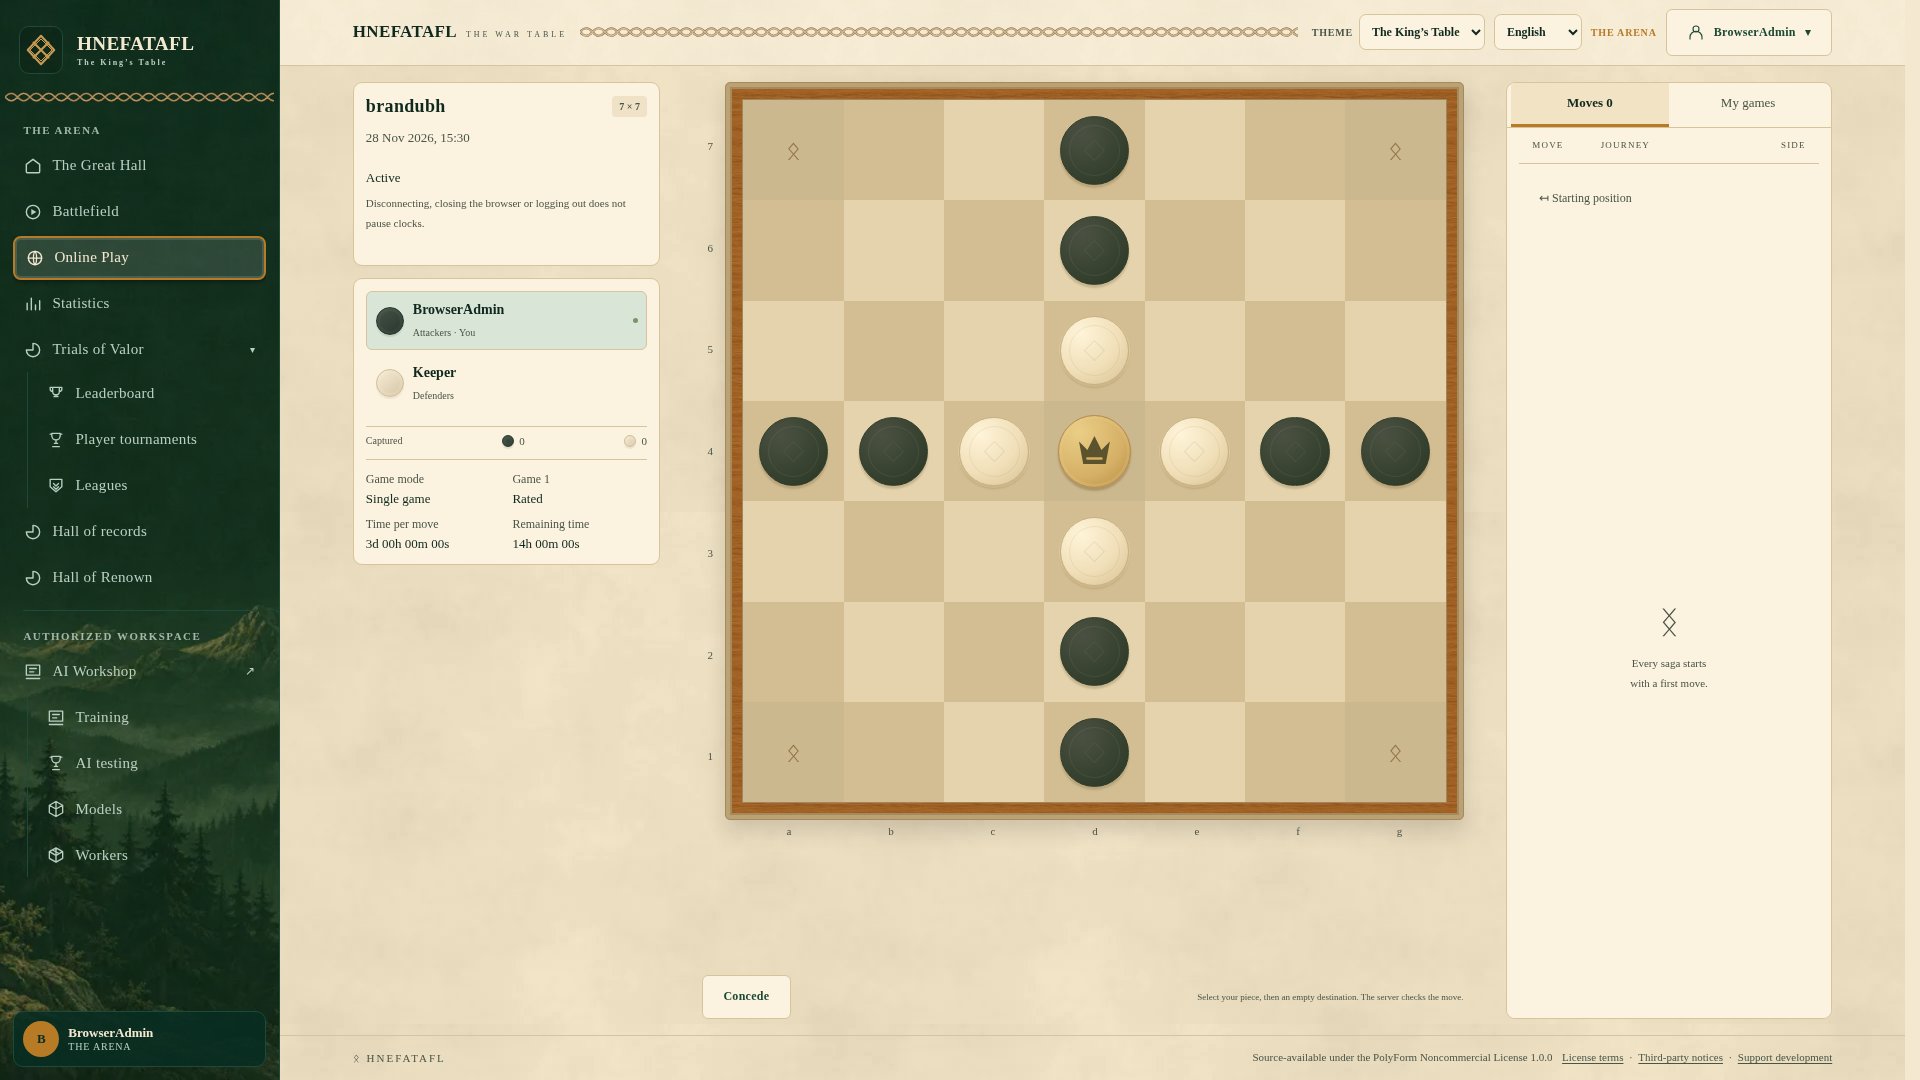 HNEFATAFL
The King's Table
THE ARENA
The Great Hall
Battlefield
Online Play
Statistics
Trials of Valor ▾
Leaderboard
Player tournaments
Leagues
Hall of records
Hall of Renown
AUTHORIZED WORKSPACE
AI Workshop ↗
Training
AI testing
Models
Workers
B
BrowserAdmin
THE ARENA
HNEFATAFL THE WAR TABLE
THEME The King's Table English THE ARENA BrowserAdmin ▾
brandubh 7 × 7
28 Nov 2026, 15:30
Active
Disconnecting, closing the browser or logging out does not
pause clocks.
BrowserAdmin
Attackers · You
Keeper
Defenders
Captured 0 0
Game mode Game 1
Single game Rated
Time per move Remaining time
3d 00h 00m 00s 14h 00m 00s
7
6
5
4
3
2
1
a b c d e f g
Concede
Select your piece, then an empty destination. The server checks the move.
Moves 0 My games
MOVE JOURNEY SIDE
↤ Starting position
Every saga starts
with a first move.
ᛟ HNEFATAFL
Source-available under the PolyForm Noncommercial License 1.0.0 License terms · Third-party notices · Support development